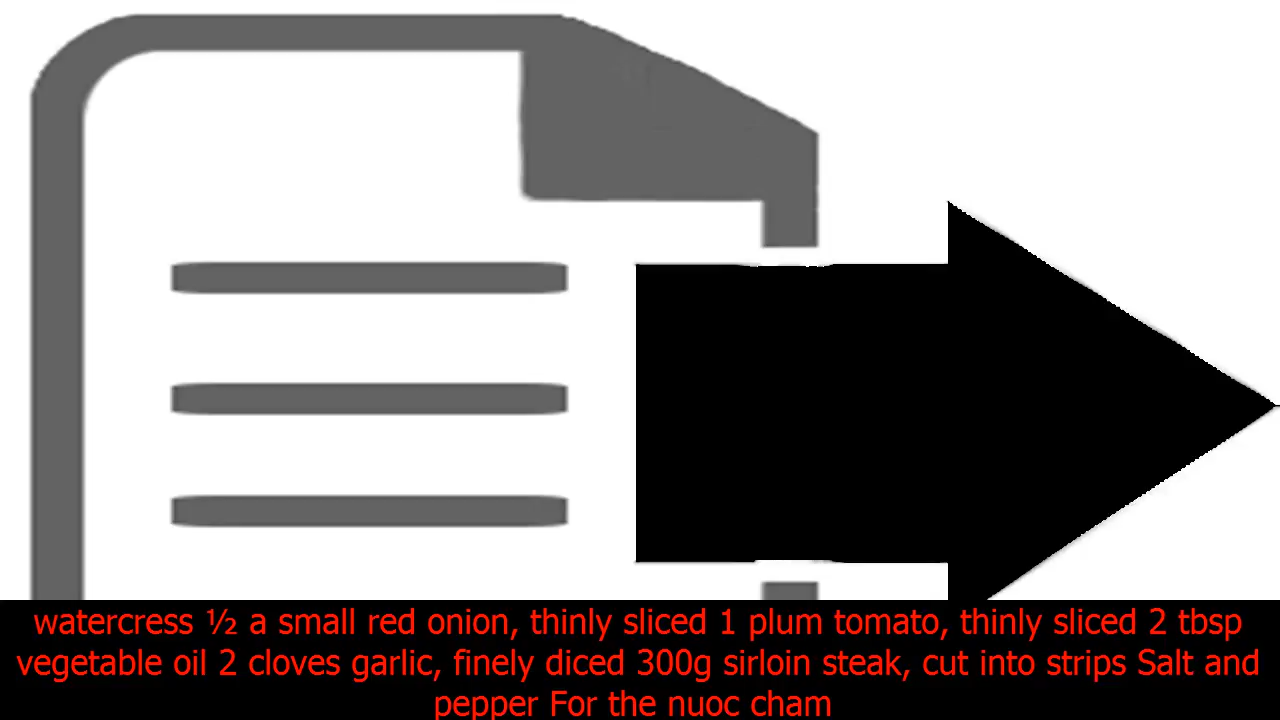 watercress ½ a small red onion, thinly sliced 1 plum tomato, thinly sliced 2 tbsp
vegetable oil 2 cloves garlic, finely diced 300g sirloin steak, cut into strips Salt and
pepper For the nuoc cham